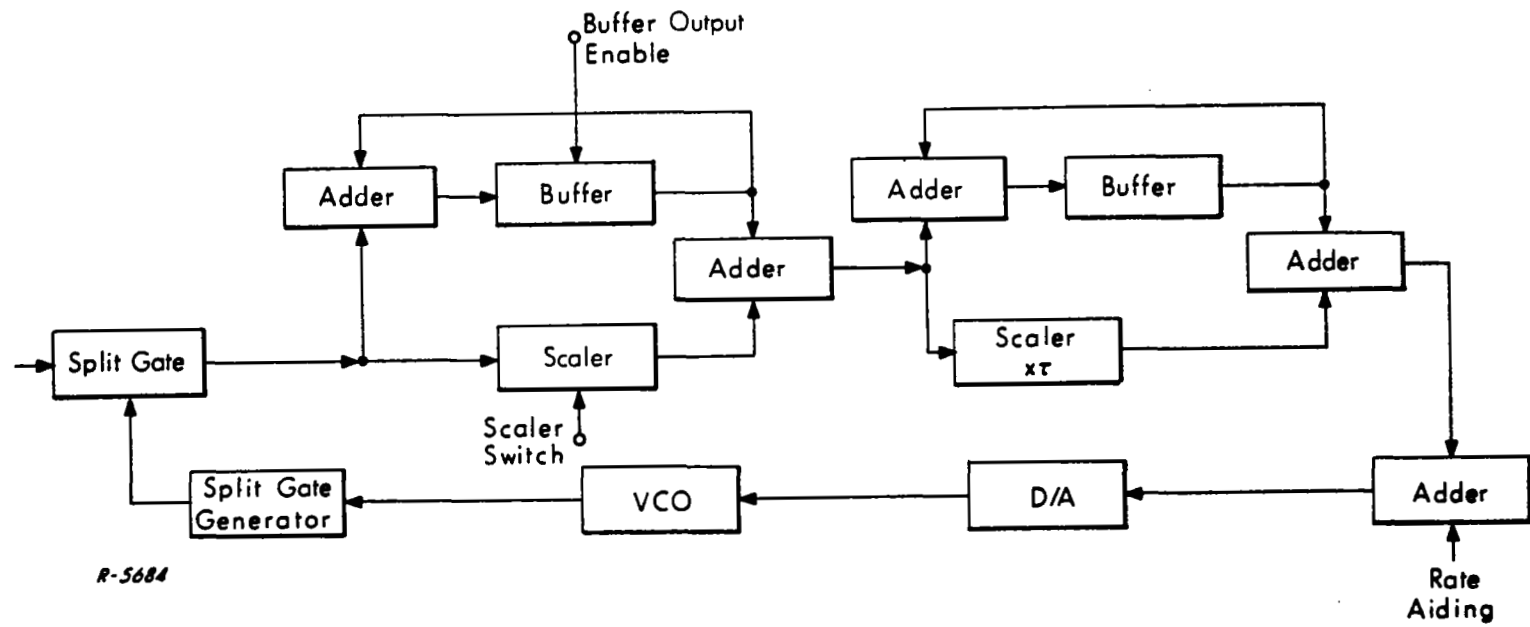 Buffer Output
Enable
Adder
Buffer
Adder
Buffer
Adder
Adder
Split Gate
Scaler
Scaler
xτ
Scaler
Switch
Split Gate
Generator
VCO
D/A
Adder
R-5684
Rate
Aiding